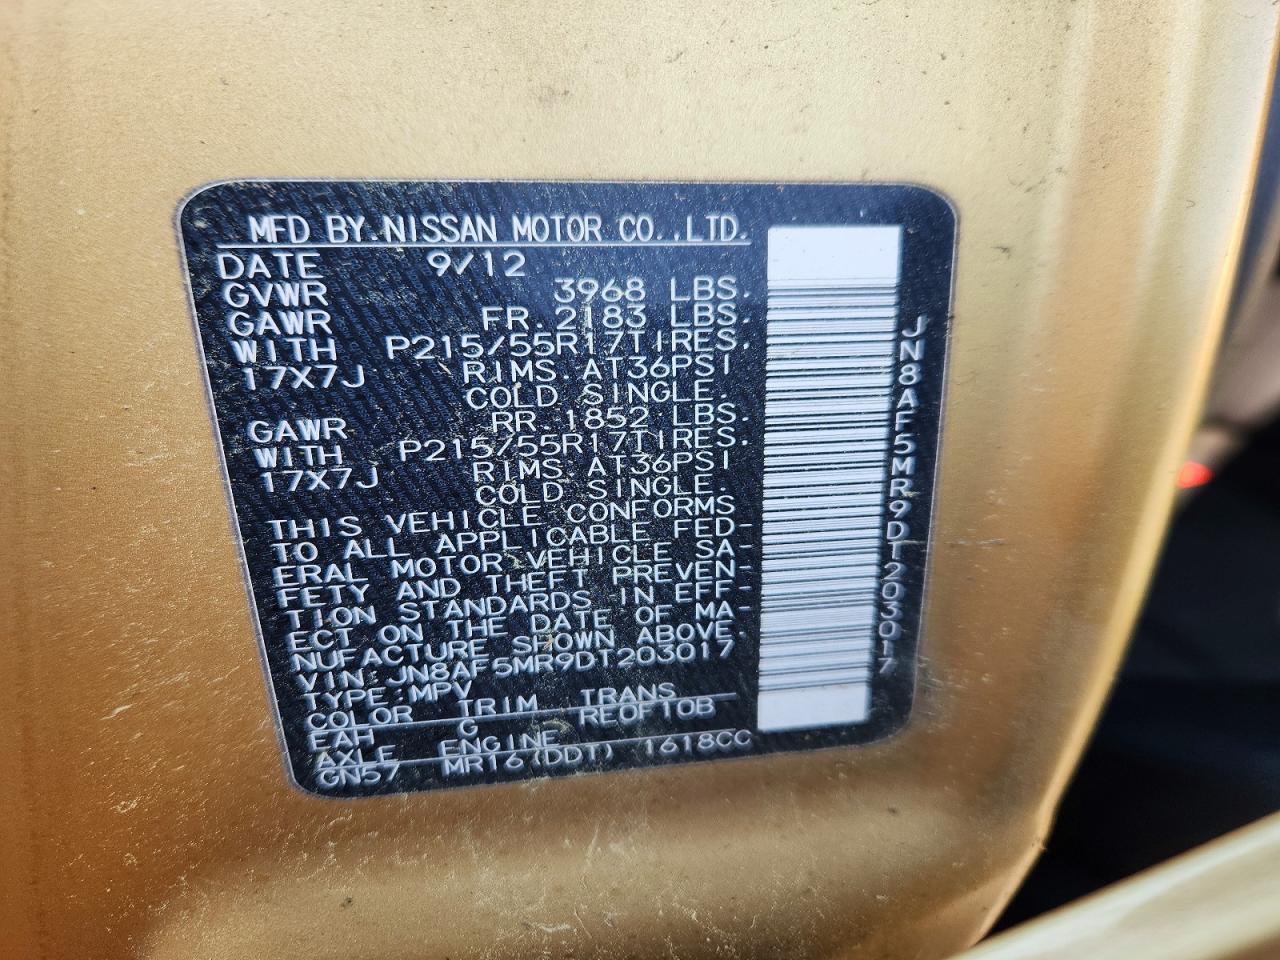 MFD BY.NISSAN MOTOR CO.,LTD.
DATE 9/12
GVWR 3968 LBS.
GAWR FR.2183 LBS.
WITH P215/55R17TIRES.
17X7J RIMS.AT36PSI
COLD SINGLE.
GAWR RR.1852 LBS.
WITH P215/55R17TIRES.
17X7J RIMS.AT36PSI
COLD SINGLE.
THIS VEHICLE CONFORMS
TO ALL APPLICABLE FED-
ERAL MOTOR VEHICLE SA-
FETY AND THEFT PREVEN-
TION STANDARDS IN EFF-
ECT ON THE DATE OF MA-
NUFACTURE SHOWN ABOVE.
VIN:JN8AF5MR9DT203017
TYPE:MPV
COLOR TRIM TRANS
EAH G RE0F10B
AXLE ENGINE
GN57 MR16(DDT) 1618CC
JN8AF5MR9DT203017